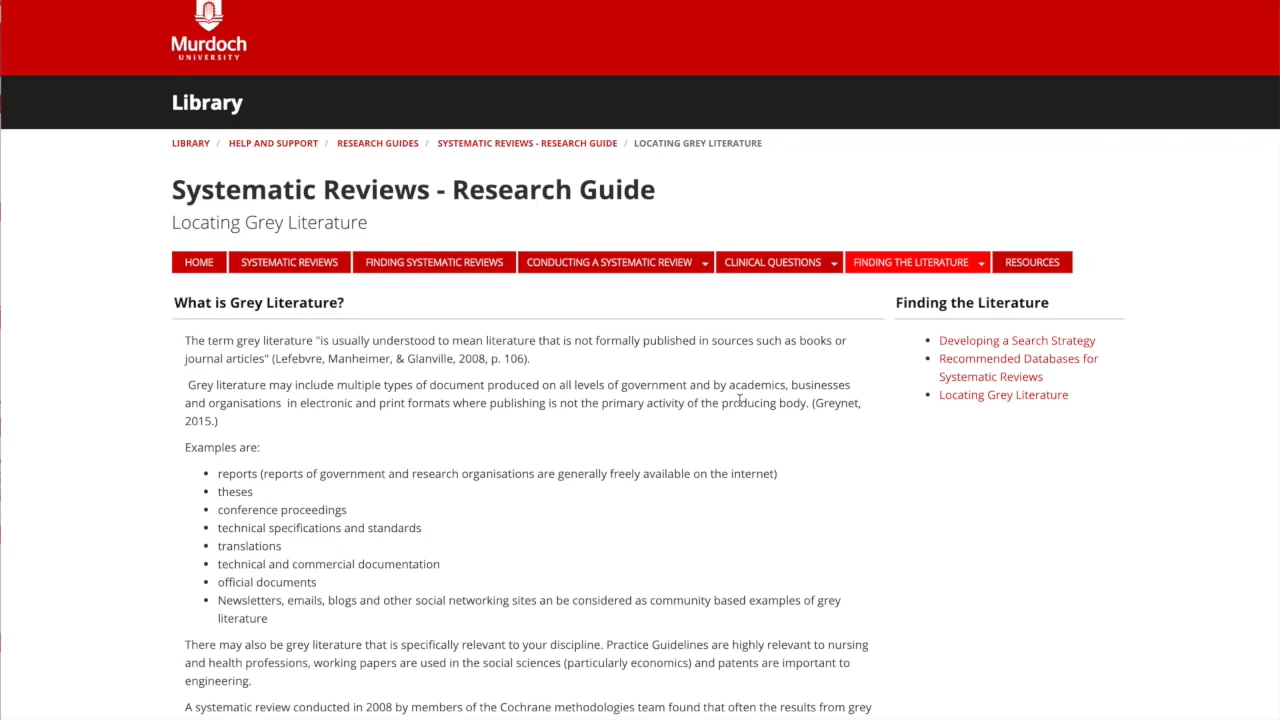 Murdoch
UNIVERSITY
Library
LIBRARY / HELP AND SUPPORT / RESEARCH GUIDES / SYSTEMATIC REVIEWS - RESEARCH GUIDE / LOCATING GREY LITERATURE
Systematic Reviews - Research Guide
Locating Grey Literature
HOME SYSTEMATIC REVIEWS FINDING SYSTEMATIC REVIEWS CONDUCTING A SYSTEMATIC REVIEW CLINICAL QUESTIONS FINDING THE LITERATURE RESOURCES
What is Grey Literature?
The term grey literature "is usually understood to mean literature that is not formally published in sources such as books or
journal articles" (Lefebvre, Manheimer, & Glanville, 2008, p. 106).
Grey literature may include multiple types of document produced on all levels of government and by academics, businesses
and organisations in electronic and print formats where publishing is not the primary activity of the producing body. (Greynet,
2015.)
Examples are:
• reports (reports of government and research organisations are generally freely available on the internet)
• theses
• conference proceedings
• technical specifications and standards
• translations
• technical and commercial documentation
• official documents
• Newsletters, emails, blogs and other social networking sites an be considered as community based examples of grey
literature
There may also be grey literature that is specifically relevant to your discipline. Practice Guidelines are highly relevant to nursing
and health professions, working papers are used in the social sciences (particularly economics) and patents are important to
engineering.
A systematic review conducted in 2008 by members of the Cochrane methodologies team found that often the results from grey
Finding the Literature
• Developing a Search Strategy
• Recommended Databases for
Systematic Reviews
• Locating Grey Literature